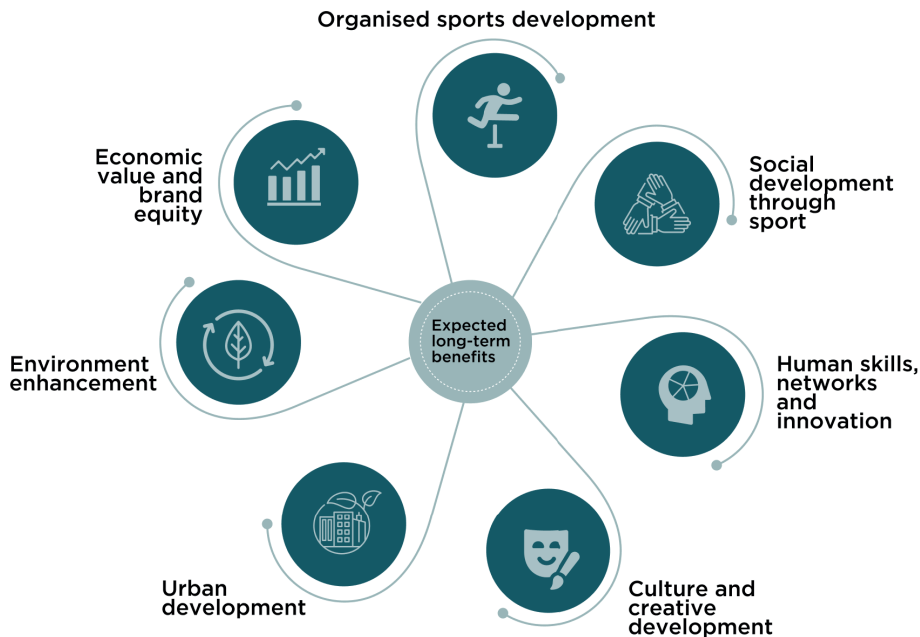 Organised sports development
Economic
value and
brand
equity
Social
development
through
sport
Expected
long-term
benefits
Environment
enhancement
Human skills,
networks
and
innovation
Urban
development
Culture and
creative
development